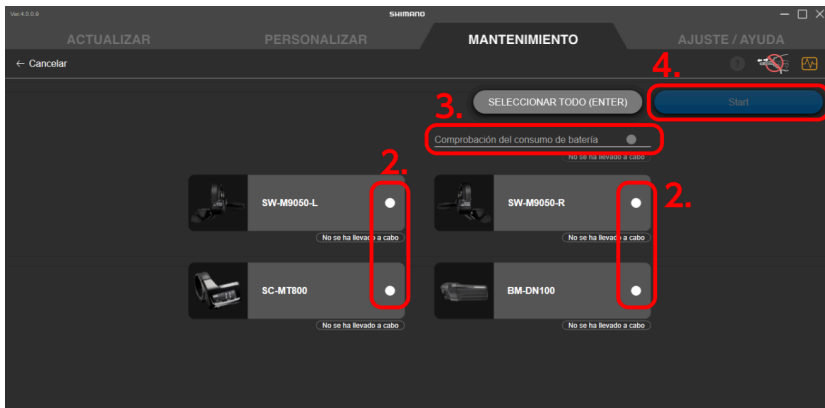 Ver.4.0.0.9
SHIMANO
ACTUALIZAR
PERSONALIZAR
MANTENIMIENTO
AJUSTE / AYUDA
← Cancelar
4.
?
3.
SELECCIONAR TODO (ENTER)
Start
Comprobación del consumo de batería
No se ha llevado a cabo
2.
SW-M9050-L
SW-M9050-R
2.
No se ha llevado a cabo
No se ha llevado a cabo
SC-MT800
BM-DN100
No se ha llevado a cabo
No se ha llevado a cabo